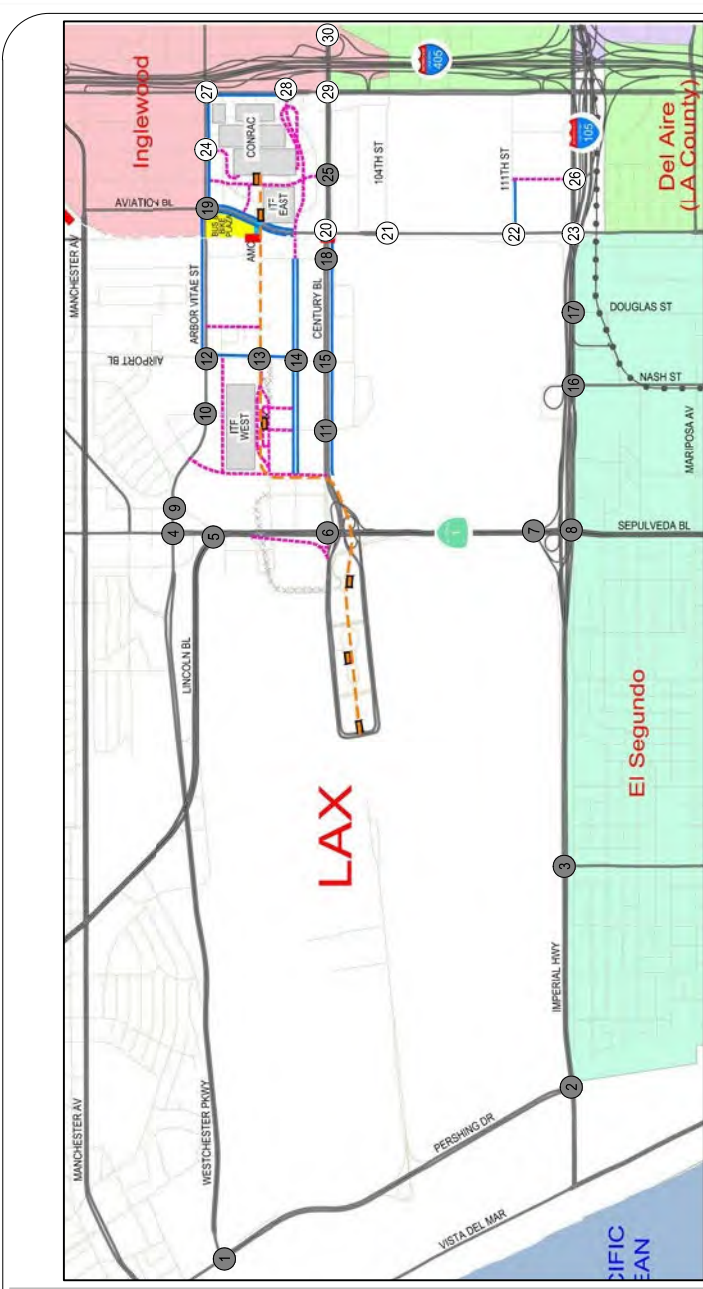 MANCHESTER AV
MANCHESTER AV
Inglewood
AVIATION BL
AIRPORT BL
ARBOR VITAE ST
CENTURY BL
104TH ST
111TH ST
Del Aire
(LA County)
405
105
CONRAC
ITF
EAST
BUS
BIKE
PLAZA
AMC
ITF
WEST
DOUGLAS ST
NASH ST
MARIPOSA AV
SEPULVEDA BL
1
LINCOLN BL
WESTCHESTER PKWY
LAX
El Segundo
IMPERIAL HWY
PERSHING DR
VISTA DEL MAR
CIFIC
EAN
1
2
3
4
5
6
7
8
9
10
11
12
13
14
15
16
17
18
19
20
21
22
23
24
25
26
27
28
29
30